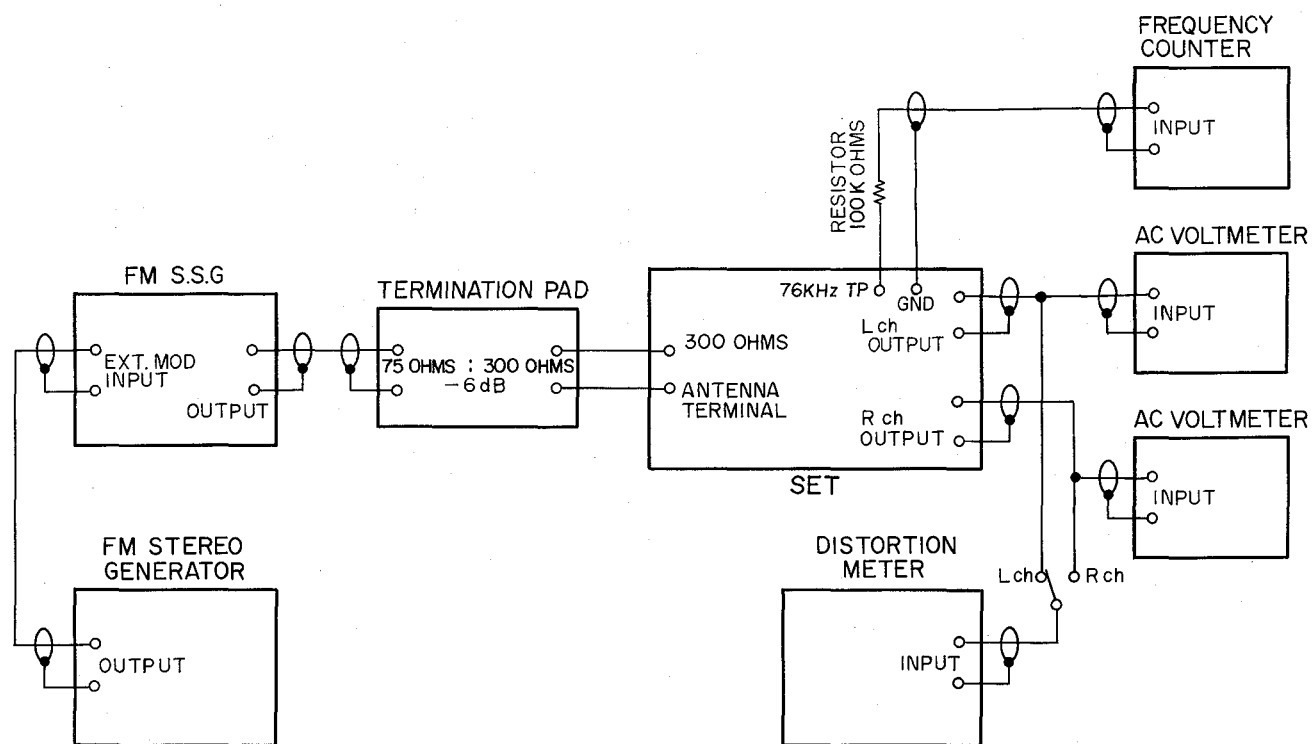 FREQUENCY
COUNTER
INPUT
RESISTOR
100K OHMS
AC VOLTMETER
INPUT
FM S.S.G
EXT. MOD
INPUT
OUTPUT
TERMINATION PAD
75 OHMS : 300 OHMS
-6dB
76KHz TP
GND
L ch
OUTPUT
300 OHMS
ANTENNA
TERMINAL
R ch
OUTPUT
SET
AC VOLTMETER
INPUT
FM STEREO
GENERATOR
OUTPUT
DISTORTION
METER
L ch
R ch
INPUT